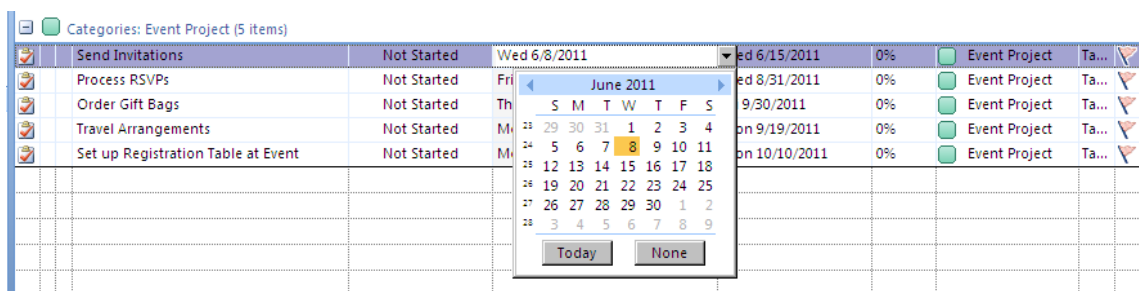 Categories: Event Project (5 items)
Send Invitations Not Started Wed 6/8/2011 ed 6/15/2011 0% Event Project Ta...
Process RSVPs Not Started Fri ed 8/31/2011 0% Event Project Ta...
Order Gift Bags Not Started Th 9/30/2011 0% Event Project Ta...
Travel Arrangements Not Started Mo on 9/19/2011 0% Event Project Ta...
Set up Registration Table at Event Not Started Mo on 10/10/2011 0% Event Project Ta...
June 2011
S M T W T F S
23 29 30 31 1 2 3 4
24 5 6 7 8 9 10 11
25 12 13 14 15 16 17 18
26 19 20 21 22 23 24 25
27 26 27 28 29 30 1 2
28 3 4 5 6 7 8 9
Today None